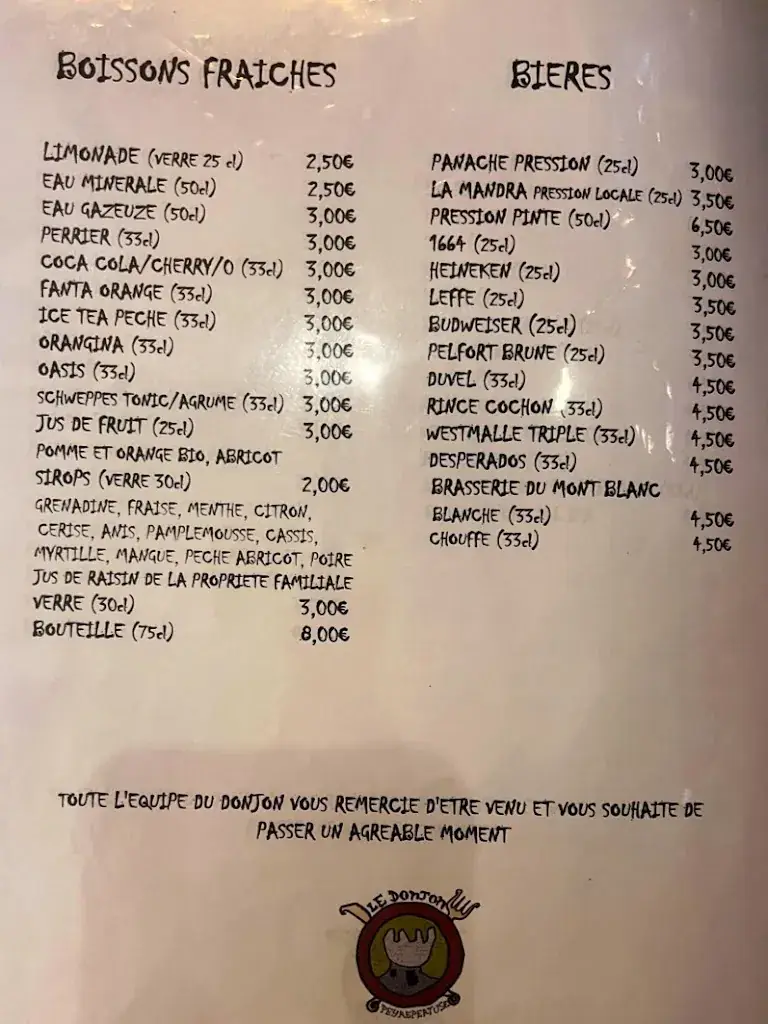 BOISSONS FRAICHES
LIMONADE (VERRE 25 cl) 2,50€
EAU MINERALE (50cl) 2,50€
EAU GAZEUZE (50cl) 3,00€
PERRIER (33cl) 3,00€
COCA COLA/CHERRY/0 (33cl) 3,00€
FANTA ORANGE (33cl) 3,00€
ICE TEA PECHE (33cl) 3,00€
ORANGINA (33cl) 3,00€
OASIS (33cl) 3,00€
SCHWEPPES TONIC/AGRUME (33cl) 3,00€
JUS DE FRUIT (25cl) 3,00€
POMME ET ORANGE BIO, ABRICOT
SIROPS (VERRE 30cl) 2,00€
GRENADINE, FRAISE, MENTHE, CITRON,
CERISE, ANIS, PAMPLEMOUSSE, CASSIS,
MYRTILLE, MANGUE, PECHE ABRICOT, POIRE
JUS DE RAISIN DE LA PROPRIETE FAMILIALE
VERRE (30cl) 3,00€
BOUTEILLE (75cl) 8,00€
BIERES
PANACHE PRESSION (25cl) 3,00€
LA MANDRA PRESSION LOCALE (25cl) 3,50€
PRESSION PINTE (50cl) 6,50€
1664 (25cl) 3,00€
HEINEKEN (25cl) 3,00€
LEFFE (25cl) 3,50€
BUDWEISER (25cl) 3,50€
PELFORT BRUNE (25cl) 3,50€
DUVEL (33cl) 4,50€
RINCE COCHON (33cl) 4,50€
WESTMALLE TRIPLE (33cl) 4,50€
DESPERADOS (33cl) 4,50€
BRASSERIE DU MONT BLANC
BLANCHE (33cl) 4,50€
CHOUFFE (33cl) 4,50€
TOUTE L'EQUIPE DU DONJON VOUS REMERCIE D'ETRE VENU ET VOUS SOUHAITE DE
PASSER UN AGREABLE MOMENT
LE DONJON
PEYREPERTUSE